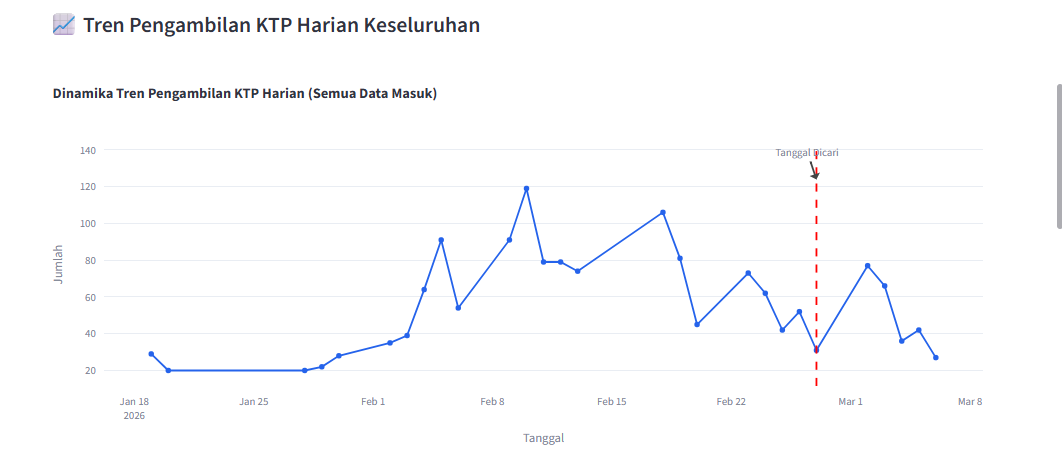 Tren Pengambilan KTP Harian Keseluruhan
Dinamika Tren Pengambilan KTP Harian (Semua Data Masuk)
Tanggal Dicari
140
120
100
80
60
40
20
Jumlah
Jan 18 Jan 25 Feb 1 Feb 8 Feb 15 Feb 22 Mar 1 Mar 8
2026
Tanggal